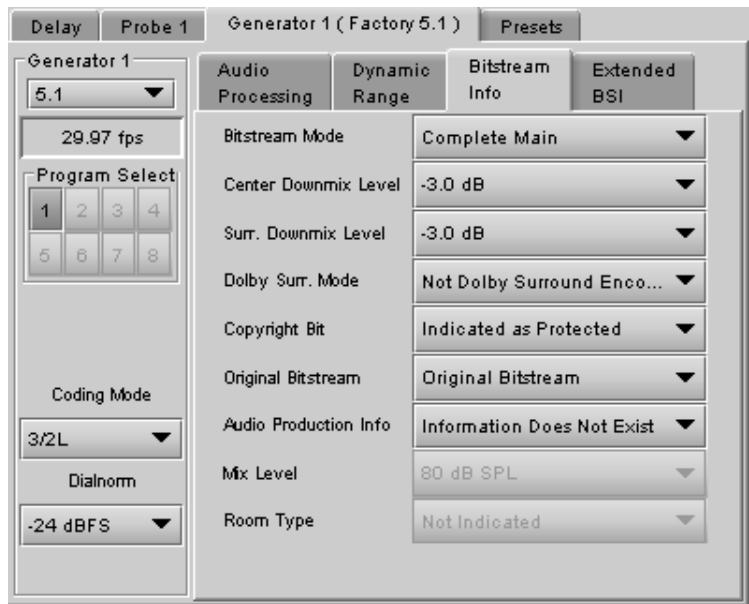 Delay Probe 1 Generator 1 ( Factory 5.1 ) Presets
Generator 1
5.1
29.97 fps
Program Select
1 2 3 4
5 6 7 8
Coding Mode
3/2L
Dialnorm
-24 dBFS
Audio Processing
Dynamic Range
Bitstream Info
Extended BSI
Bitstream Mode Complete Main
Center Downmix Level -3.0 dB
Surr. Downmix Level -3.0 dB
Dolby Surr. Mode Not Dolby Surround Enco...
Copyright Bit Indicated as Protected
Original Bitstream Original Bitstream
Audio Production Info Information Does Not Exist
Mix Level 80 dB SPL
Room Type Not Indicated